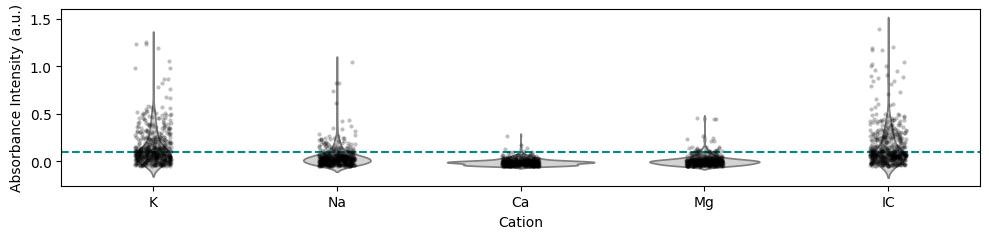 Absorbance Intensity (a.u.)
1.5
1.0
0.5
0.0
K Na Ca Mg IC
Cation